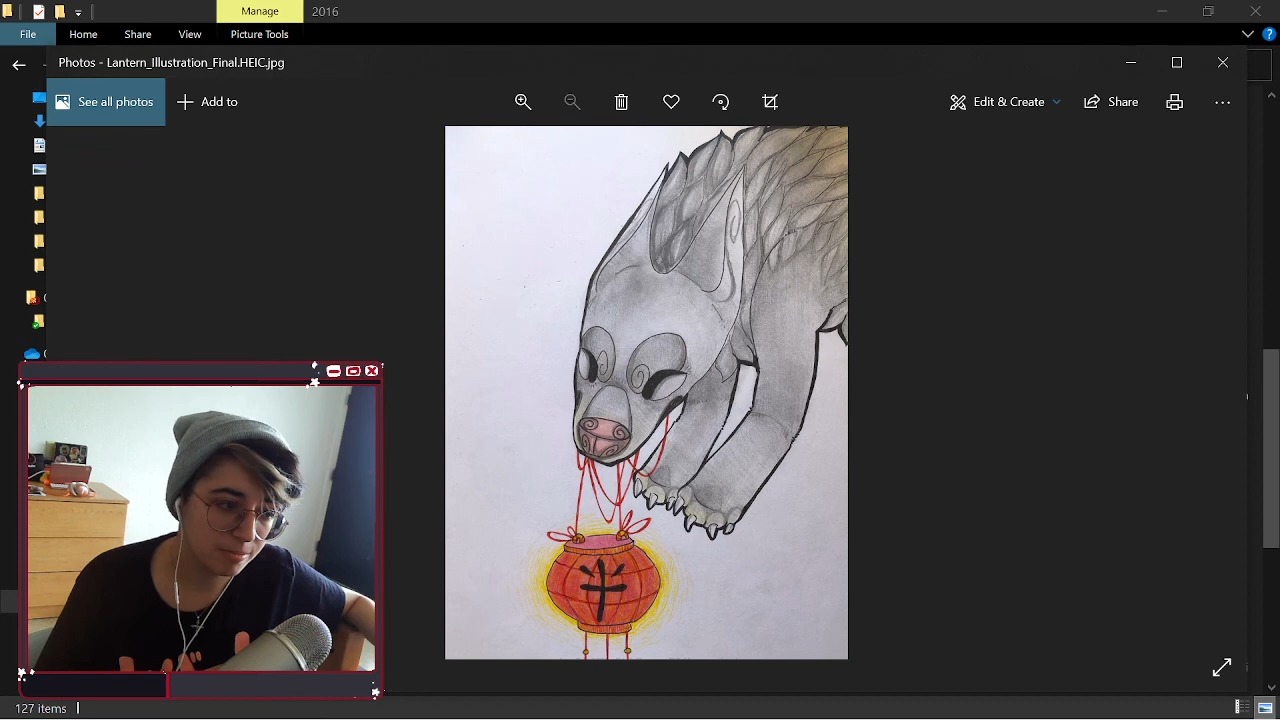 Manage
2016
File
Home
Share
View
Picture Tools
Photos - Lantern_Illustration_Final.HEIC.jpg
See all photos
Add to
Edit & Create
Share
半
127 items